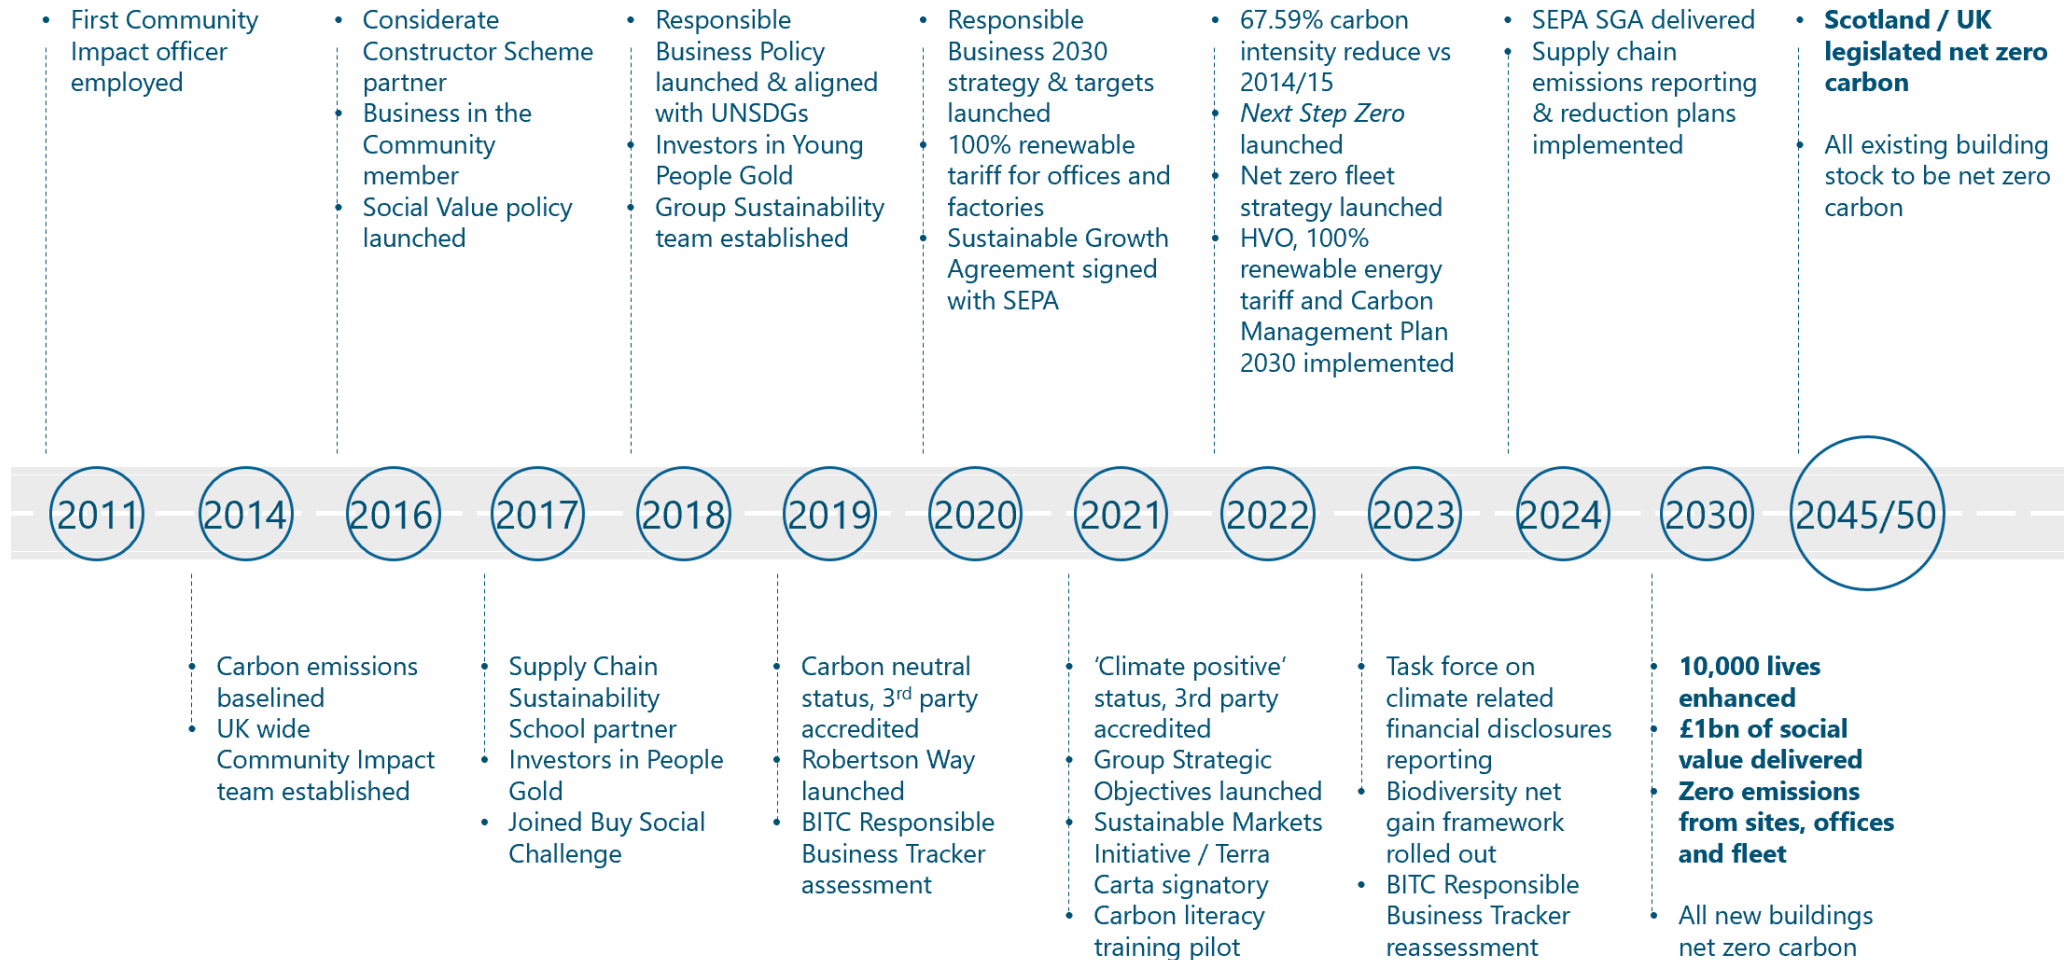 • First Community
Impact officer
employed
• Considerate
Constructor Scheme
partner
• Business in the
Community
member
• Social Value policy
launched
• Responsible
Business Policy
launched & aligned
with UNSDGs
• Investors in Young
People Gold
• Group Sustainability
team established
• Responsible
Business 2030
strategy & targets
launched
• 100% renewable
tariff for offices and
factories
• Sustainable Growth
Agreement signed
with SEPA
• 67.59% carbon
intensity reduce vs
2014/15
• Next Step Zero
launched
• Net zero fleet
strategy launched
• HVO, 100%
renewable energy
tariff and Carbon
Management Plan
2030 implemented
• SEPA SGA delivered
• Supply chain
emissions reporting
& reduction plans
implemented
• Scotland / UK
legislated net zero
carbon
• All existing building
stock to be net zero
carbon
2011 2014 2016 2017 2018 2019 2020 2021 2022 2023 2024 2030 2045/50
• Carbon emissions
baselined
• UK wide
Community Impact
team established
• Supply Chain
Sustainability
School partner
• Investors in People
Gold
• Joined Buy Social
Challenge
• Carbon neutral
status, 3rd party
accredited
• Robertson Way
launched
• BITC Responsible
Business Tracker
assessment
• ‘Climate positive‘
status, 3rd party
accredited
• Group Strategic
Objectives launched
• Sustainable Markets
Initiative / Terra
Carta signatory
• Carbon literacy
training pilot
• Task force on
climate related
financial disclosures
reporting
• Biodiversity net
gain framework
rolled out
• BITC Responsible
Business Tracker
reassessment
• 10,000 lives
enhanced
• £1bn of social
value delivered
• Zero emissions
from sites, offices
and fleet
• All new buildings
net zero carbon